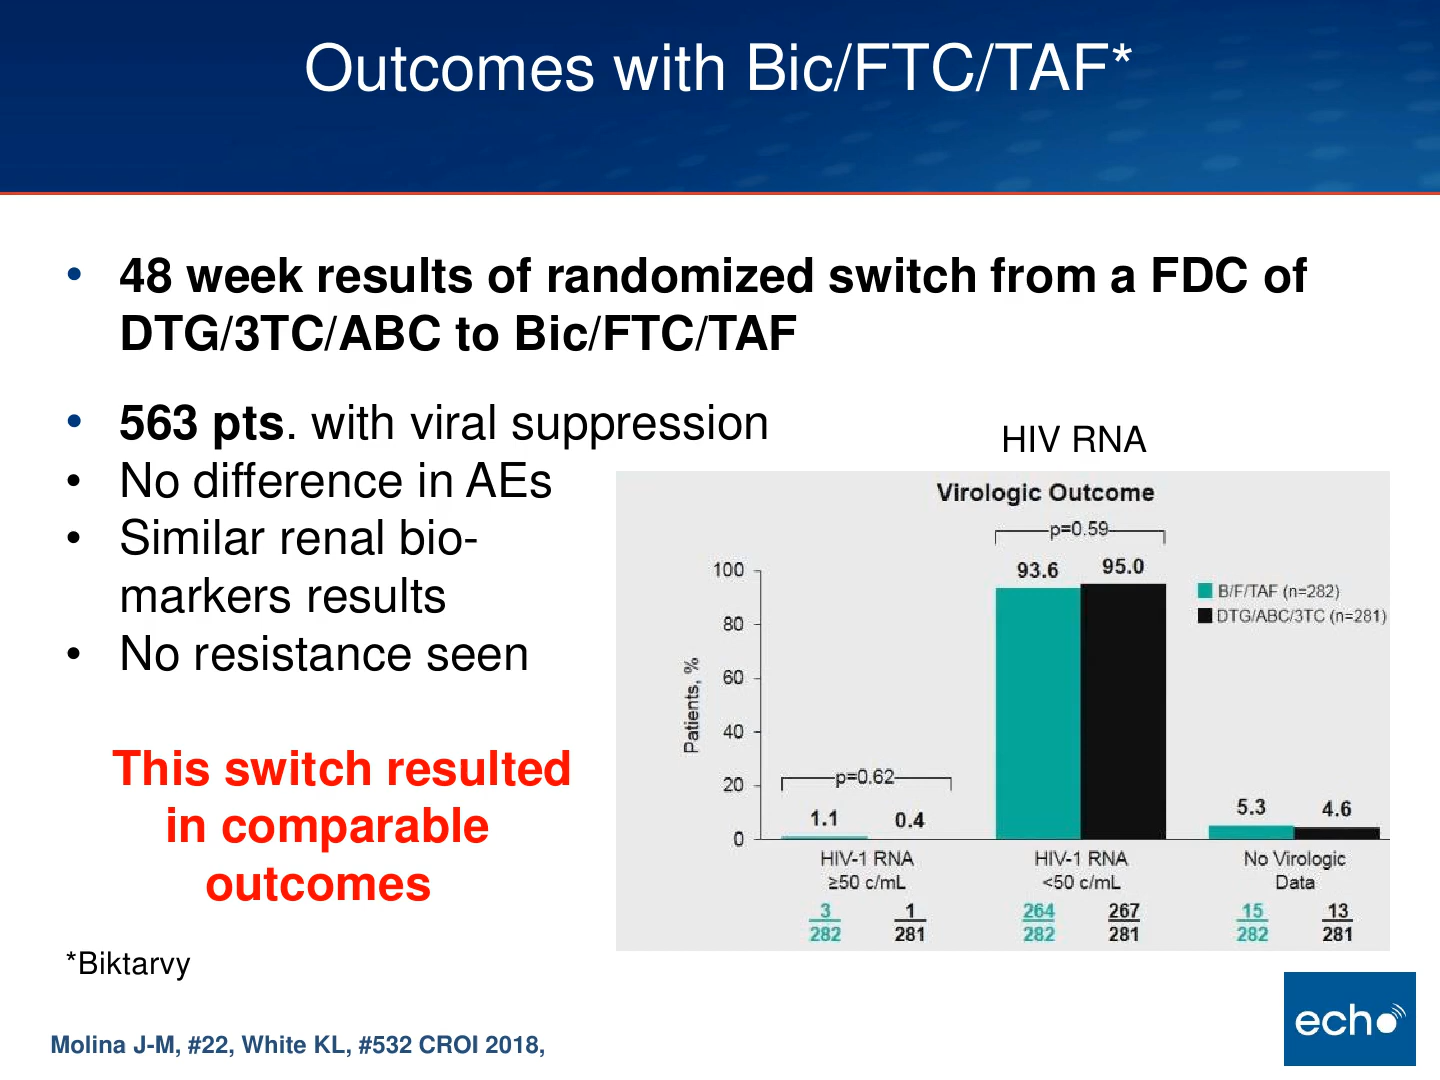 Outcomes with Bic/FTC/TAF*
• 48 week results of randomized switch from a FDC of
DTG/3TC/ABC to Bic/FTC/TAF
• 563 pts. with viral suppression
• No difference in AEs
• Similar renal bio-
markers results
• No resistance seen
This switch resulted
in comparable
outcomes
*Biktarvy
Molina J-M, #22, White KL, #532 CROI 2018,
HIV RNA
Virologic Outcome
p=0.59
93.6 95.0
B/F/TAF (n=282)
DTG/ABC/3TC (n=281)
Patients, %
100
80
60
40
20
0
p=0.62
1.1 0.4
5.3 4.6
HIV-1 RNA HIV-1 RNA No Virologic
≥50 c/mL <50 c/mL Data
3 1 264 267 15 13
282 281 282 281 282 281
echo